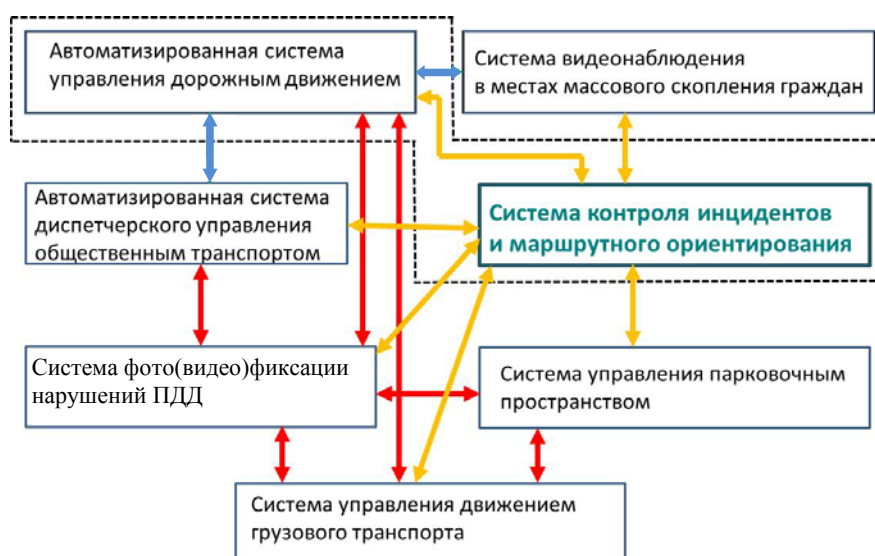 Автоматизированная система
управления дорожным движением
Система видеонаблюдения
в местах массового скопления граждан
Автоматизированная система
диспетчерского управления
общественным транспортом
Система контроля инцидентов
и маршрутного ориентирования
Система фото(видео)фиксации
нарушений ПДД
Система управления парковочным
пространством
Система управления движением
грузового транспорта